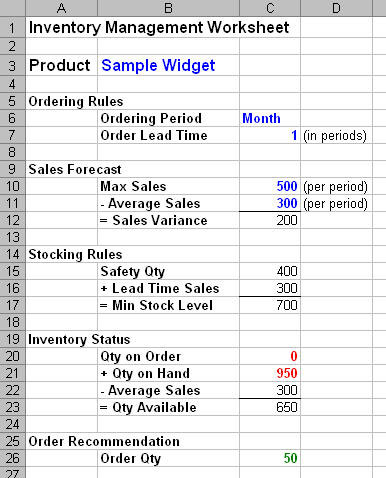 A B C D
1 Inventory Management Worksheet
2
3 Product Sample Widget
4
5 Ordering Rules
6 Ordering Period Month
7 Order Lead Time 1 (in periods)
8
9 Sales Forecast
10 Max Sales 500 (per period)
11 - Average Sales 300 (per period)
12 = Sales Variance 200
13
14 Stocking Rules
15 Safety Qty 400
16 + Lead Time Sales 300
17 = Min Stock Level 700
18
19 Inventory Status
20 Qty on Order 0
21 + Qty on Hand 950
22 - Average Sales 300
23 = Qty Available 650
24
25 Order Recommendation
26 Order Qty 50
27